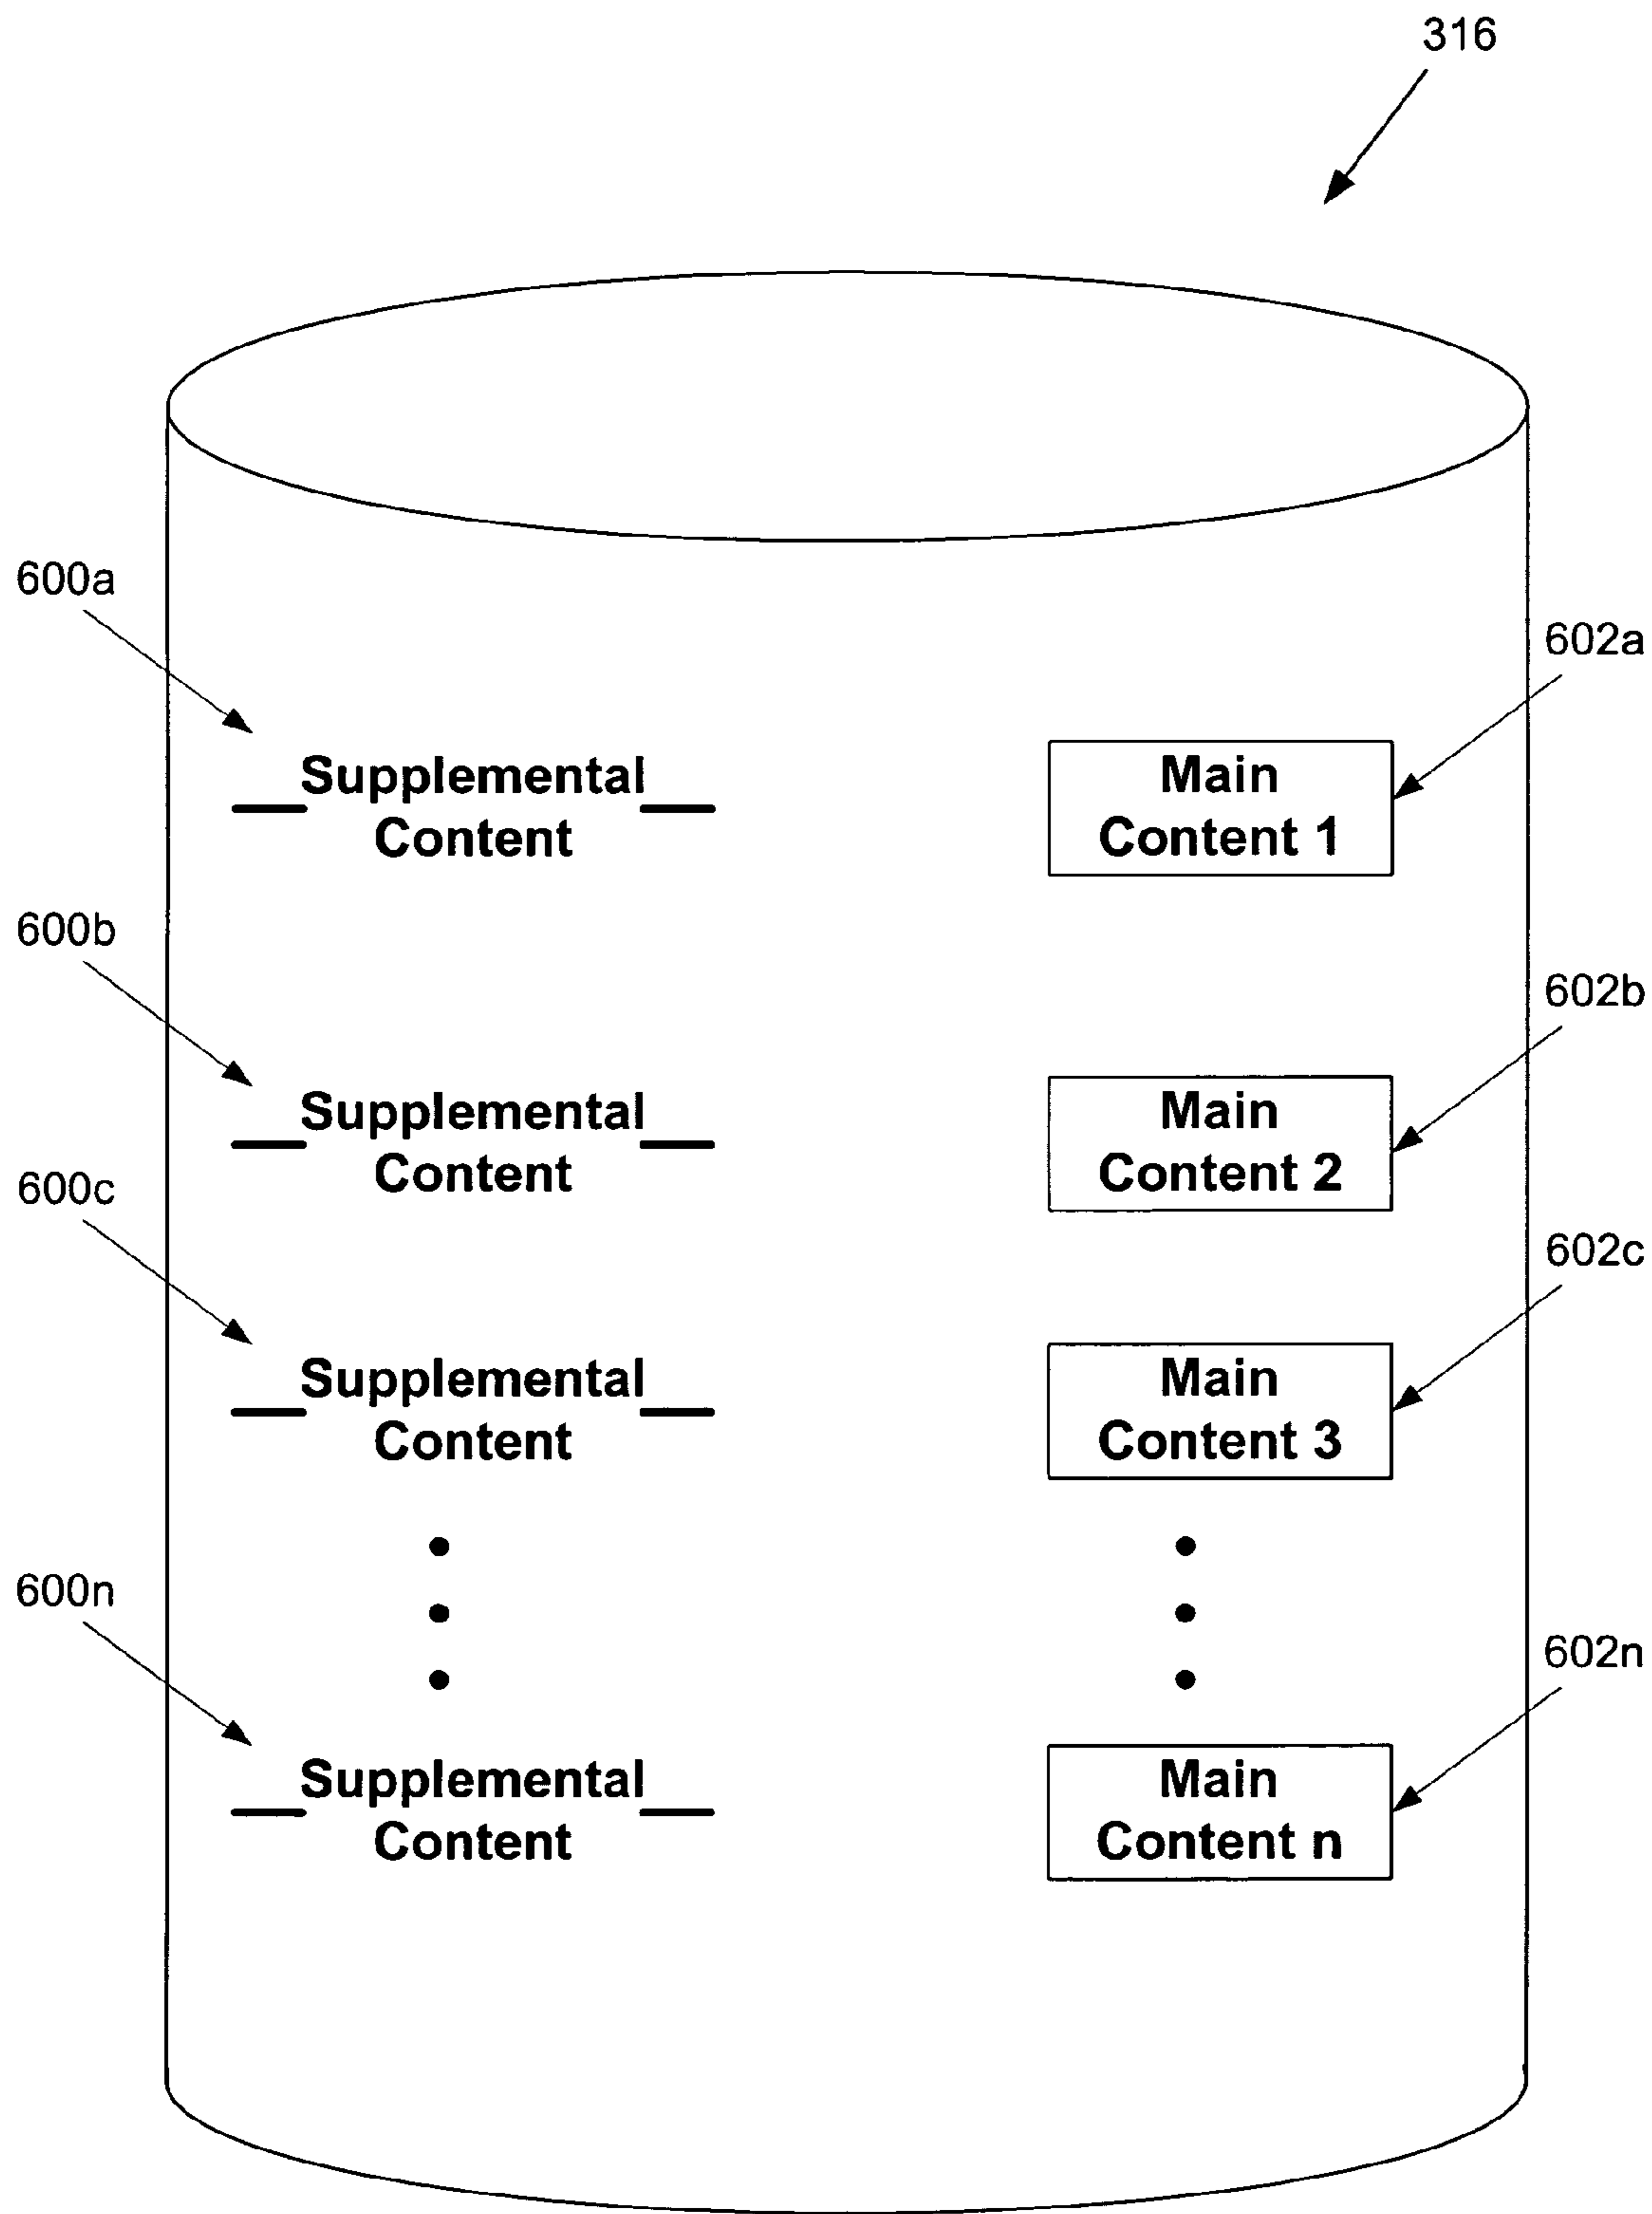 316
600a
602a
Supplemental
Content
Main
Content 1
600b
602b
Supplemental
Content
Main
Content 2
600c
602c
Supplemental
Content
Main
Content 3
600n
602n
Supplemental
Content
Main
Content n